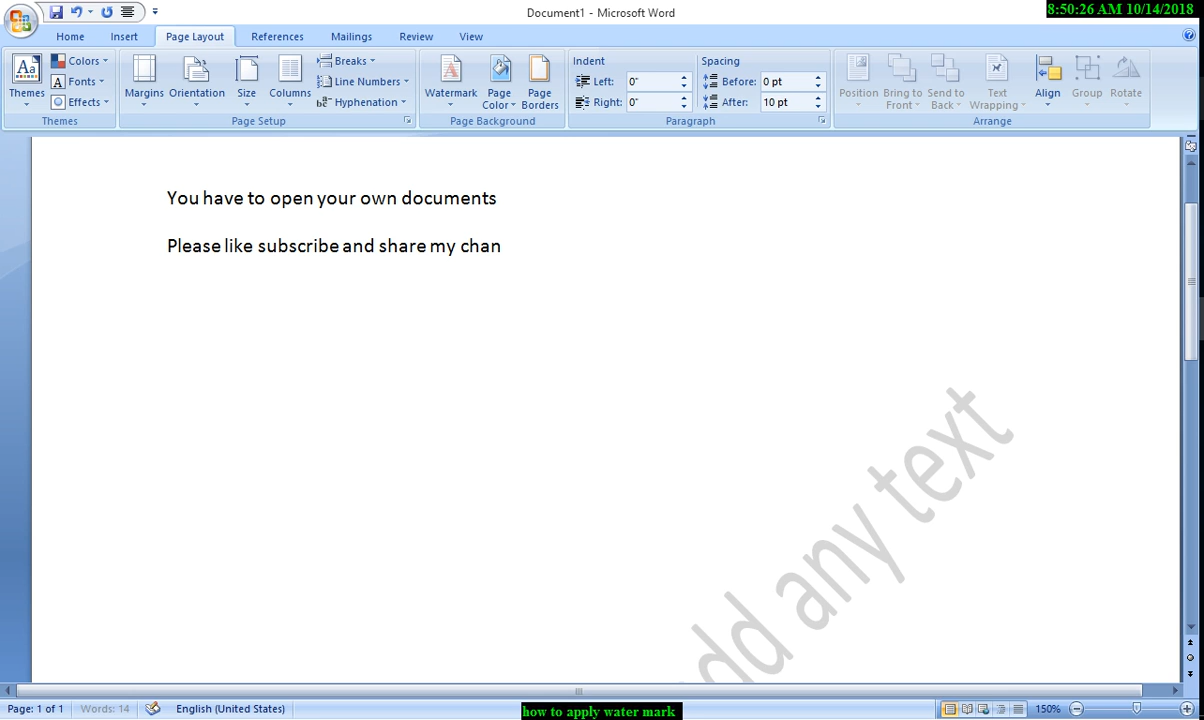 Document1 - Microsoft Word
8:50:26 AM 10/14/2018
Home Insert Page Layout References Mailings Review View
Themes
Colors
Fonts
Effects
Themes
Margins
Orientation
Size
Columns
Breaks
Line Numbers
Hyphenation
Page Setup
Watermark
Page
Color
Page
Borders
Page Background
Indent
Left: 0"
Right: 0"
Spacing
Before: 0 pt
After: 10 pt
Paragraph
Position
Bring to
Front
Send to
Back
Text
Wrapping
Align
Group
Rotate
Arrange
You have to open your own documents
Please like subscribe and share my chan
dd any text
Page: 1 of 1 Words: 14 English (United States) 150%
how to apply water mark